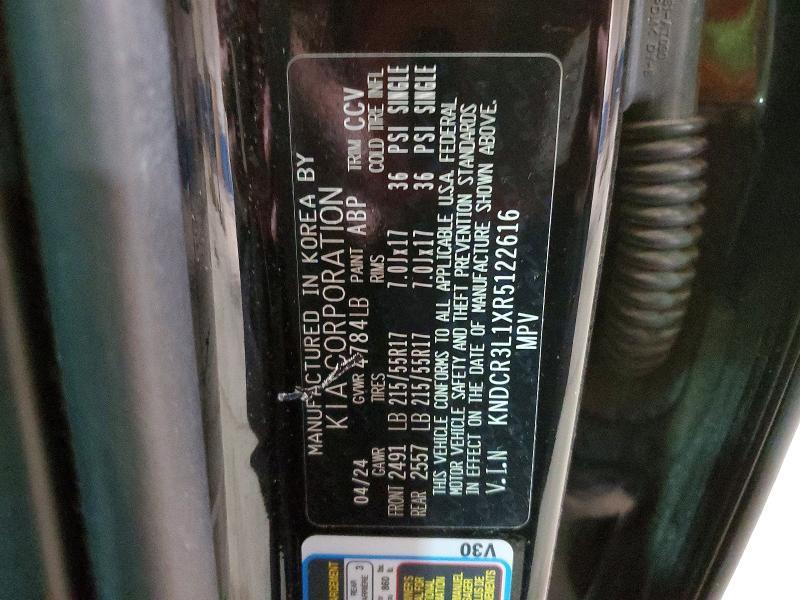 MANUFACTURED IN KOREA BY
KIA CORPORATION
04/24 GVWR 4784LB PAINT ABP TRIM CCV
GAWR TIRES RIMS COLD TIRE INFL
FRONT 2491 LB 215/55R17 7.0Jx17 36 PSI SINGLE
REAR 2557 LB 215/55R17 7.0Jx17 36 PSI SINGLE
THIS VEHICLE CONFORMS TO ALL APPLICABLE U.S.A. FEDERAL
MOTOR VEHICLE SAFETY AND THEFT PREVENTION STANDARDS
IN EFFECT ON THE DATE OF MANUFACTURE SHOWN ABOVE.
V.I.N KNDCR3L1XR5122616
MPV
V30
REAR 3
860